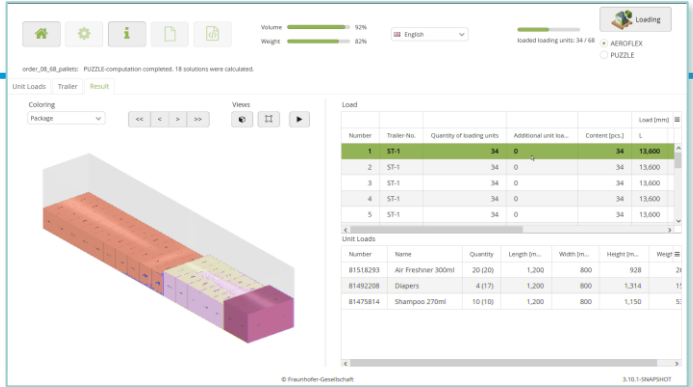 Volume 92%
Weight 82%
English
loaded loading units: 34 / 68
Loading
AEROFLEX
PUZZLE
order_08_68_pallets: PUZZLE-computation completed. 18 solutions were calculated.
Unit Loads Trailer Result
Coloring
Package
<< < > >>
Views
Load
Load [mm]
Number Trailer-No. Quantity of loading units Additional unit loa... Content [pcs.] L
1 ST-1 34 0 34 13,600
2 ST-1 34 0 34 13,600
3 ST-1 34 0 34 13,600
4 ST-1 34 0 34 13,600
5 ST-1 34 0 34 13,600
Unit Loads
Number Name Quantity Length [m... Width [m... Height [m... Weigh
81518293 Air Freshner 300ml 20 (20) 1,200 800 928 26
81492208 Diapers 4 (17) 1,200 800 1,314 15
81475814 Shampoo 270ml 10 (10) 1,200 800 1,150 53
© Fraunhofer-Gesellschaft
3.10.1-SNAPSHOT